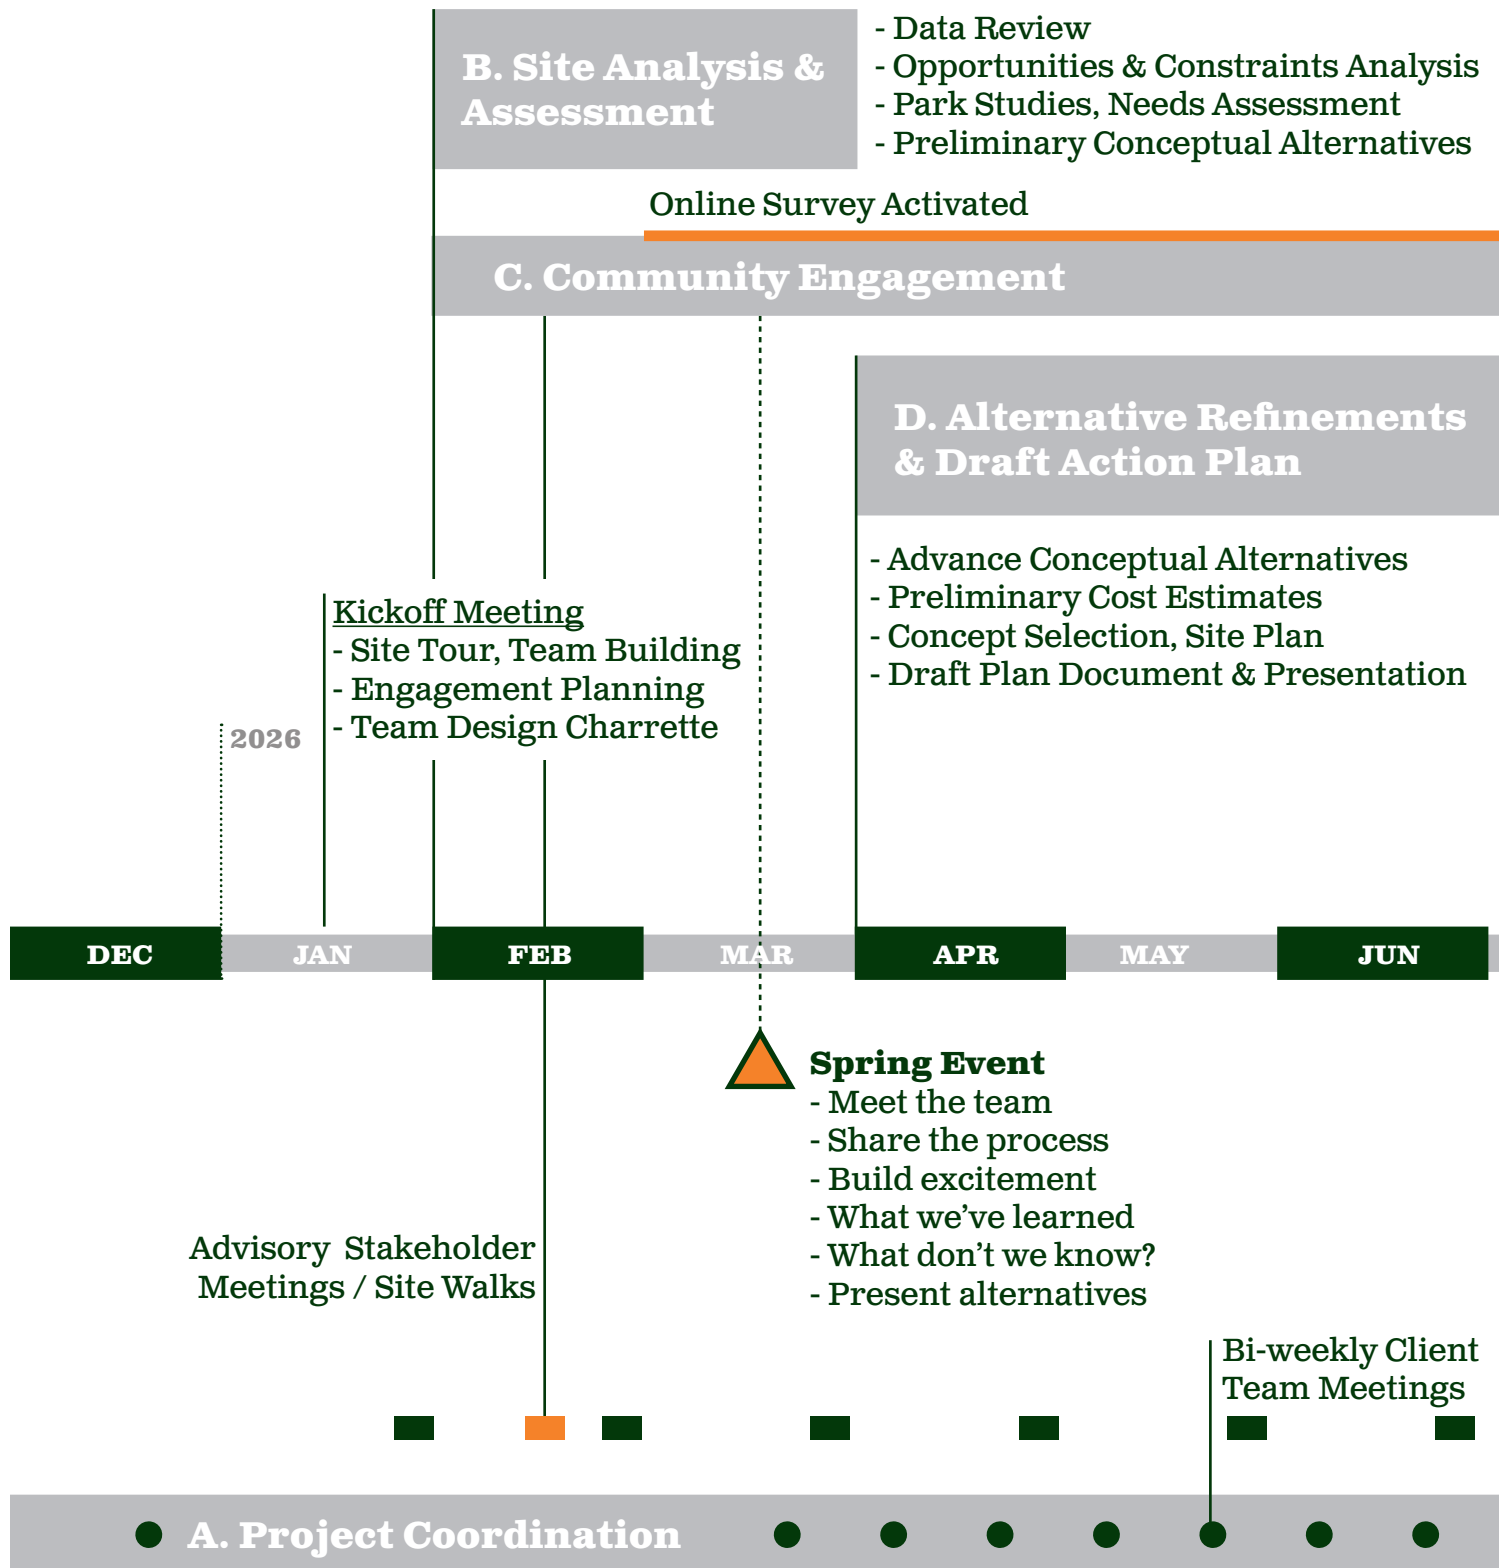 B. Site Analysis &
Assessment
- Data Review
- Opportunities & Constraints Analysis
- Park Studies, Needs Assessment
- Preliminary Conceptual Alternatives
Online Survey Activated
C. Community Engagement
D. Alternative Refinements
& Draft Action Plan
- Advance Conceptual Alternatives
- Preliminary Cost Estimates
- Concept Selection, Site Plan
- Draft Plan Document & Presentation
Kickoff Meeting
- Site Tour, Team Building
- Engagement Planning
- Team Design Charrette
2026
DEC JAN FEB MAR APR MAY JUN
Spring Event
- Meet the team
- Share the process
- Build excitement
- What we’ve learned
- What don’t we know?
- Present alternatives
Advisory Stakeholder
Meetings / Site Walks
Bi-weekly Client
Team Meetings
A. Project Coordination